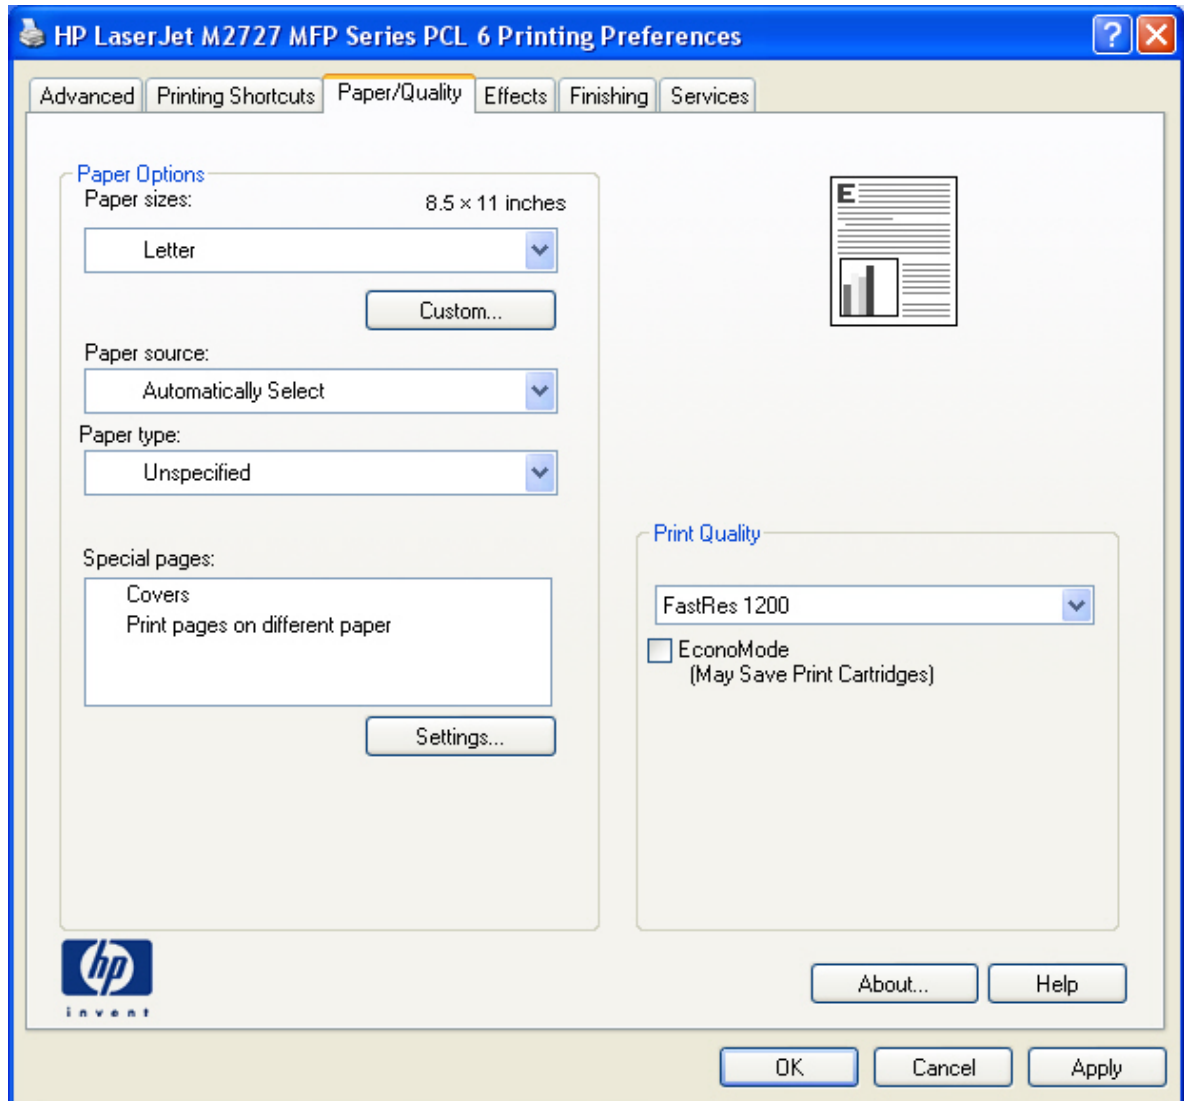 HP LaserJet M2727 MFP Series PCL 6 Printing Preferences
Advanced Printing Shortcuts Paper/Quality Effects Finishing Services
Paper Options
Paper sizes: 8.5 × 11 inches
Letter
Custom...
Paper source:
Automatically Select
Paper type:
Unspecified
Special pages:
Covers
Print pages on different paper
Settings...
E
Print Quality
FastRes 1200
EconoMode
(May Save Print Cartridges)
hp
invent
About... Help
OK Cancel Apply